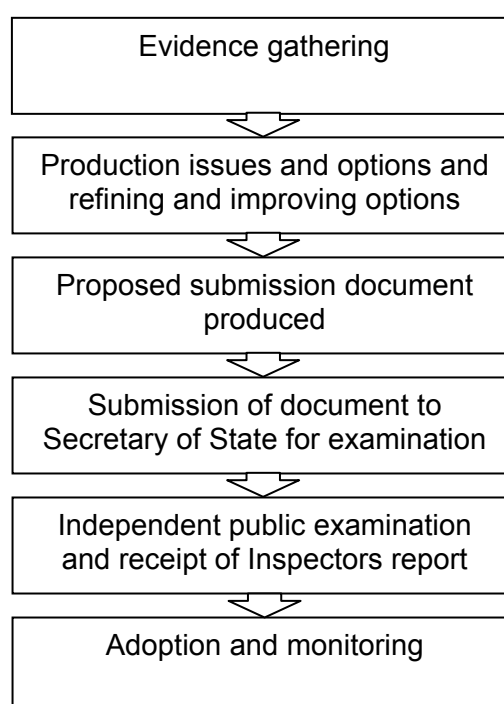 Evidence gathering
Production issues and options and
refining and improving options
Proposed submission document
produced
Submission of document to
Secretary of State for examination
Independent public examination
and receipt of Inspectors report
Adoption and monitoring